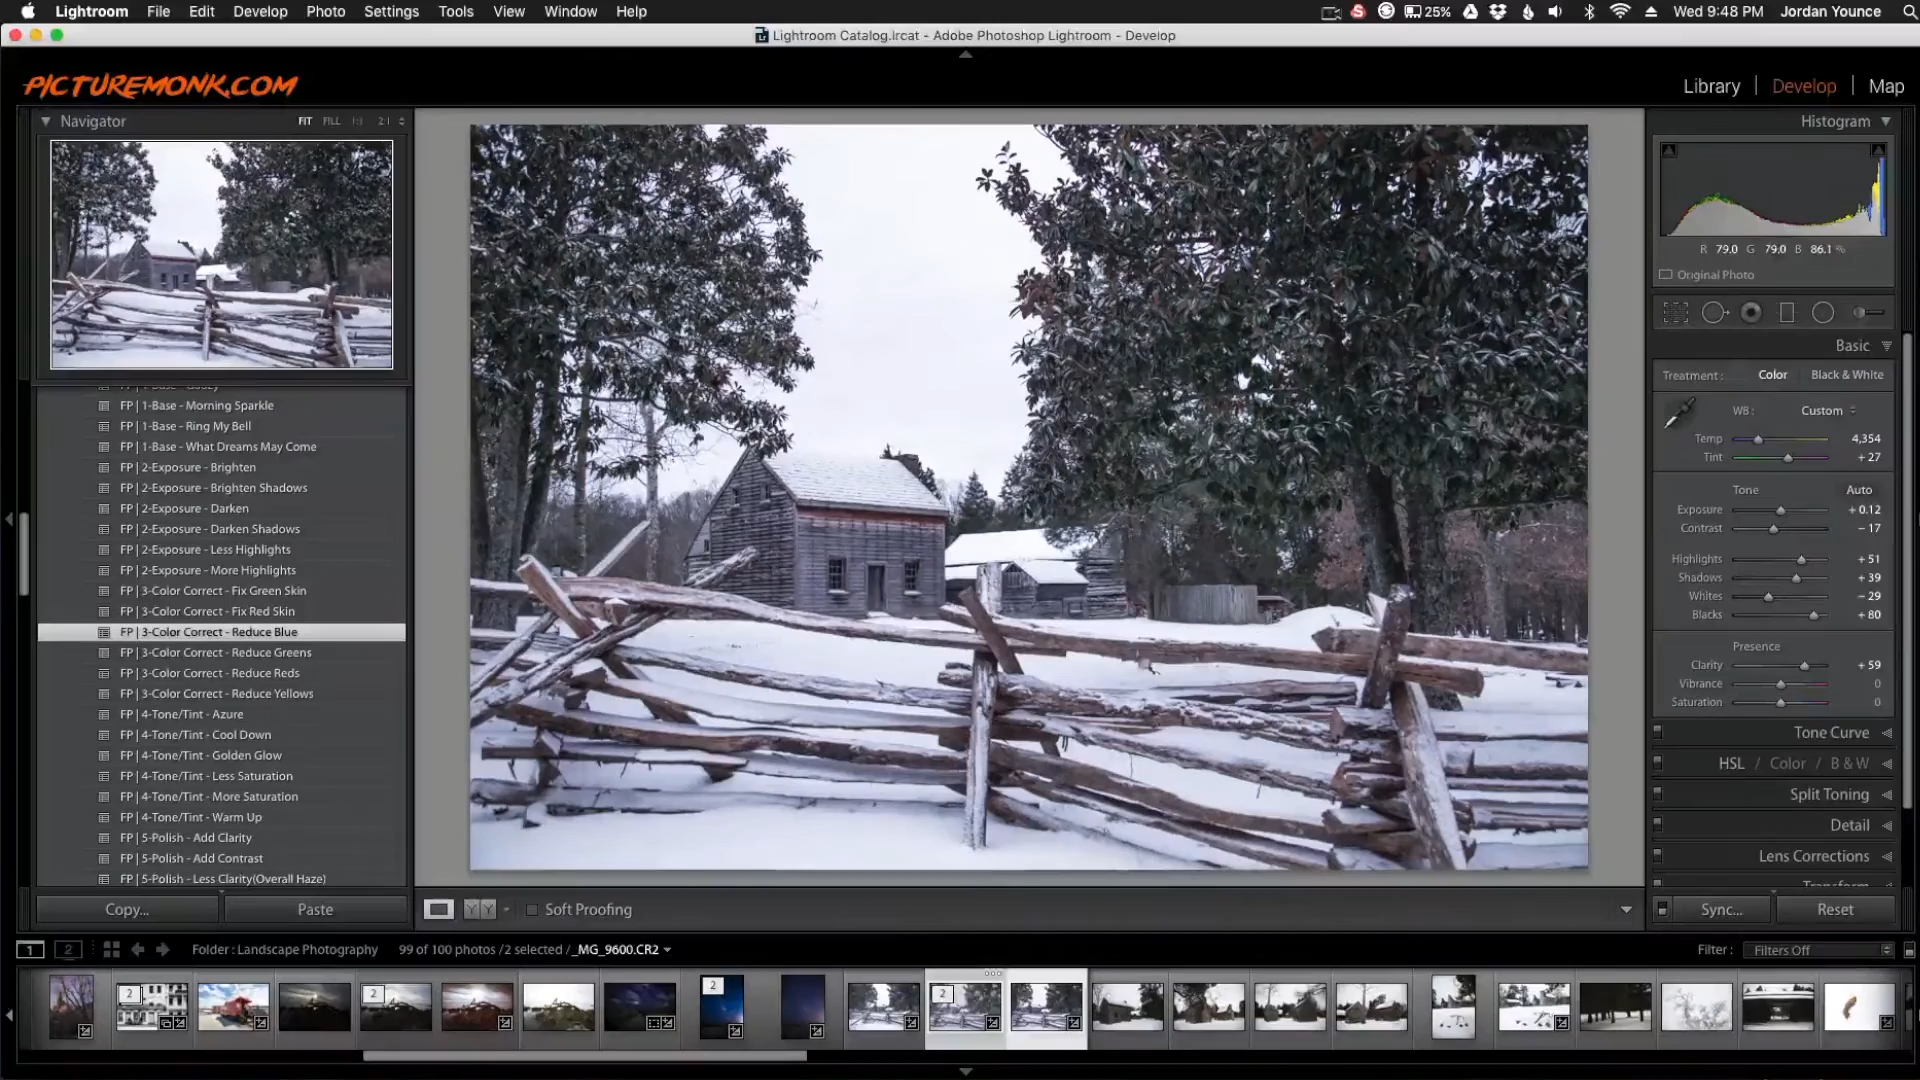 Lightroom File Edit Develop Photo Settings Tools View Window Help 25% Wed 9:48 PM Jordan Younce
Lightroom Catalog.lrcat - Adobe Photoshop Lightroom - Develop
PICTUREMONK.COM
Library | Develop | Map
Navigator FIT FILL 1:1 2:1
FP | 1-Base - Morning Sparkle
FP | 1-Base - Ring My Bell
FP | 1-Base - What Dreams May Come
FP | 2-Exposure - Brighten
FP | 2-Exposure - Brighten Shadows
FP | 2-Exposure - Darken
FP | 2-Exposure - Darken Shadows
FP | 2-Exposure - Less Highlights
FP | 2-Exposure - More Highlights
FP | 3-Color Correct - Fix Green Skin
FP | 3-Color Correct - Fix Red Skin
FP | 3-Color Correct - Reduce Blue
FP | 3-Color Correct - Reduce Greens
FP | 3-Color Correct - Reduce Reds
FP | 3-Color Correct - Reduce Yellows
FP | 4-Tone/Tint - Azure
FP | 4-Tone/Tint - Cool Down
FP | 4-Tone/Tint - Golden Glow
FP | 4-Tone/Tint - Less Saturation
FP | 4-Tone/Tint - More Saturation
FP | 4-Tone/Tint - Warm Up
FP | 5-Polish - Add Clarity
FP | 5-Polish - Add Contrast
FP | 5-Polish - Less Clarity(Overall Haze)
Copy... Paste
Soft Proofing
Histogram
R 79.0 G 79.0 B 86.1 %
Original Photo
Basic
Treatment : Color Black & White
WB : Custom
Temp 4,354
Tint + 27
Tone Auto
Exposure + 0.12
Contrast − 17
Highlights + 51
Shadows + 39
Whites − 29
Blacks + 80
Presence
Clarity + 59
Vibrance 0
Saturation 0
Tone Curve
HSL / Color / B & W
Split Toning
Detail
Lens Corrections
Sync... Reset
1 2 Folder : Landscape Photography 99 of 100 photos /2 selected /_MG_9600.CR2 Filter : Filters Off
2 2 2 2